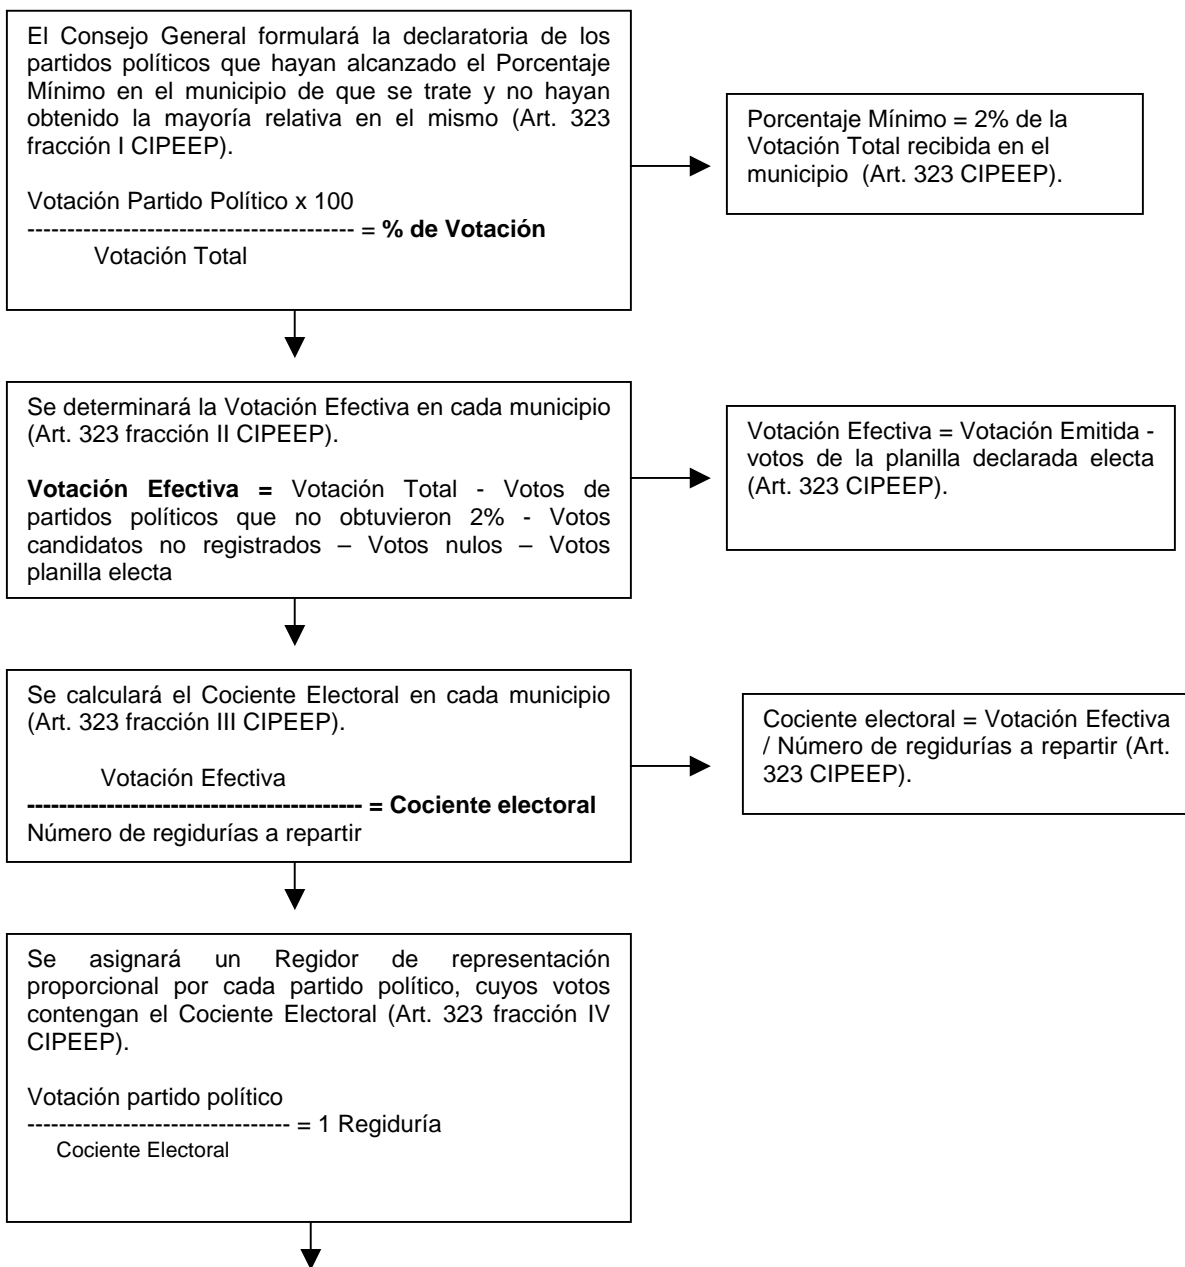 El Consejo General formulará la declaratoria de los
partidos políticos que hayan alcanzado el Porcentaje
Mínimo en el municipio de que se trate y no hayan
obtenido la mayoría relativa en el mismo (Art. 323
fracción I CIPEEP).
Votación Partido Político x 100
----------------------------------------- = % de Votación
Votación Total
Porcentaje Mínimo = 2% de la
Votación Total recibida en el
municipio (Art. 323 CIPEEP).
Se determinará la Votación Efectiva en cada municipio
(Art. 323 fracción II CIPEEP).
Votación Efectiva = Votación Total - Votos de
partidos políticos que no obtuvieron 2% - Votos
candidatos no registrados – Votos nulos – Votos
planilla electa
Votación Efectiva = Votación Emitida -
votos de la planilla declarada electa
(Art. 323 CIPEEP).
Se calculará el Cociente Electoral en cada municipio
(Art. 323 fracción III CIPEEP).
Votación Efectiva
------------------------------------------ = Cociente electoral
Número de regidurías a repartir
Cociente electoral = Votación Efectiva
/ Número de regidurías a repartir (Art.
323 CIPEEP).
Se asignará un Regidor de representación
proporcional por cada partido político, cuyos votos
contengan el Cociente Electoral (Art. 323 fracción IV
CIPEEP).
Votación partido político
--------------------------------- = 1 Regiduría
Cociente Electoral